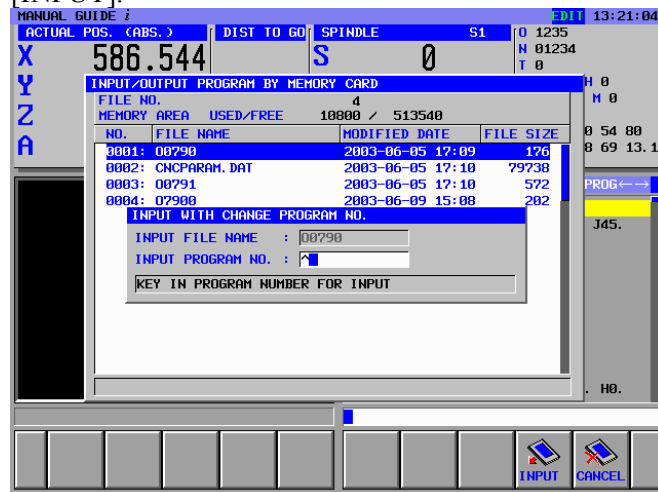 [INPUT].
MANUAL GUIDE i EDIT 13:21:04
ACTUAL POS. (ABS.) DIST TO GO SPINDLE S1 O 1235
X 586.544 S 0 N 01234
T 0
Y H 0
M 0
Z
A
0 54 80
8 69 13.1
INPUT/OUTPUT PROGRAM BY MEMORY CARD
FILE NO. 4
MEMORY AREA USED/FREE 10800 / 513540
NO. FILE NAME MODIFIED DATE FILE SIZE
0001: O0790 2003-06-05 17:09 176
0002: CNCPARAM.DAT 2003-06-05 17:10 79738
0003: O0791 2003-06-05 17:10 572
0004: O7900 2003-06-09 15:08 202
PROG←→
J45.
INPUT WITH CHANGE PROGRAM NO.
INPUT FILE NAME : O0790
INPUT PROGRAM NO. : ^
KEY IN PROGRAM NUMBER FOR INPUT
. H0.
INPUT CANCEL